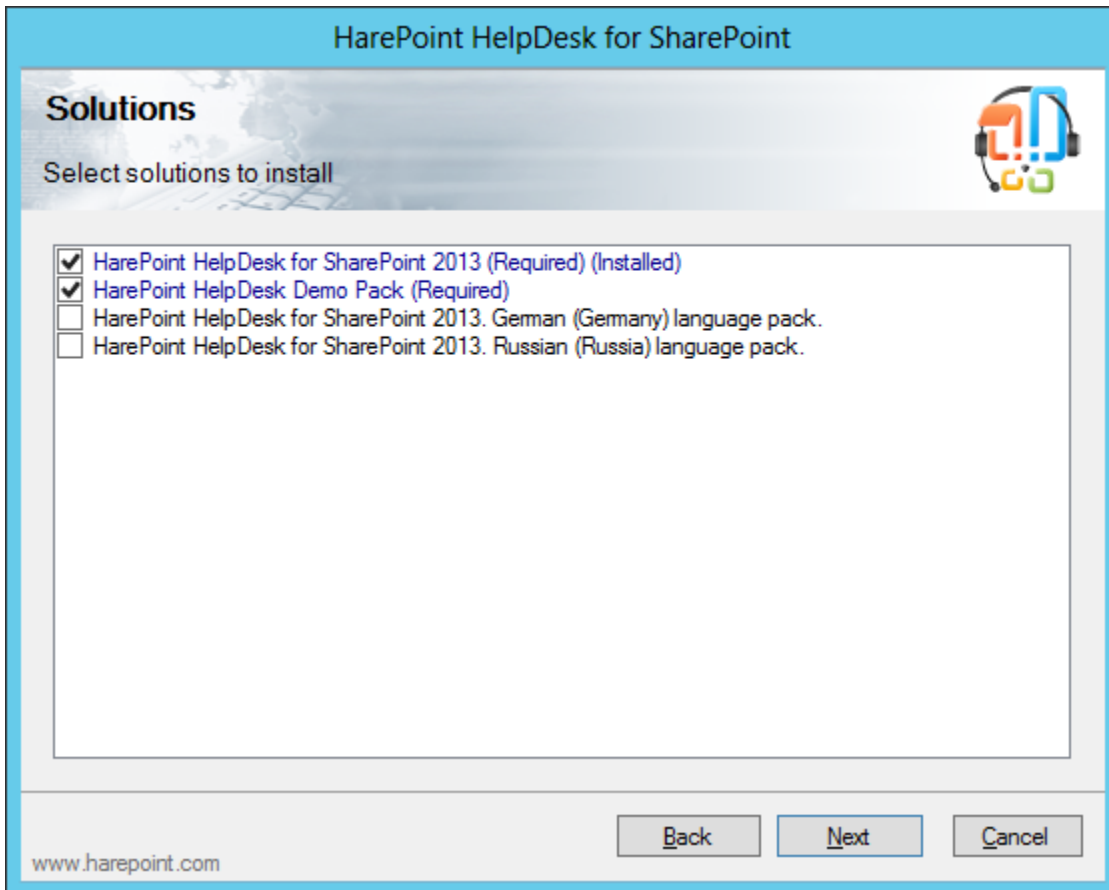 HarePoint HelpDesk for SharePoint
Solutions
Select solutions to install
HarePoint HelpDesk for SharePoint 2013 (Required) (Installed)
HarePoint HelpDesk Demo Pack (Required)
HarePoint HelpDesk for SharePoint 2013. German (Germany) language pack.
HarePoint HelpDesk for SharePoint 2013. Russian (Russia) language pack.
Back Next Cancel
www.harepoint.com